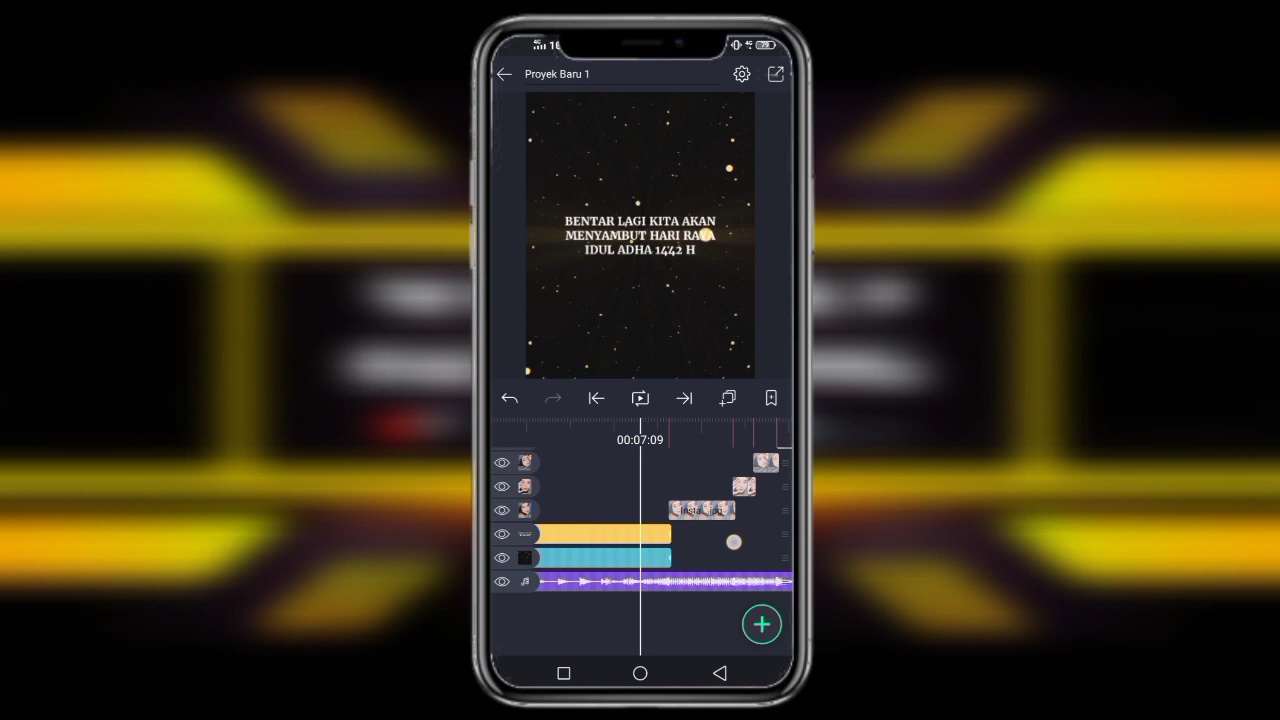 Proyek Baru 1
BENTAR LAGI KITA AKAN
MENYAMBUT HARI RAYA
IDUL ADHA 1442 H
00:07:09